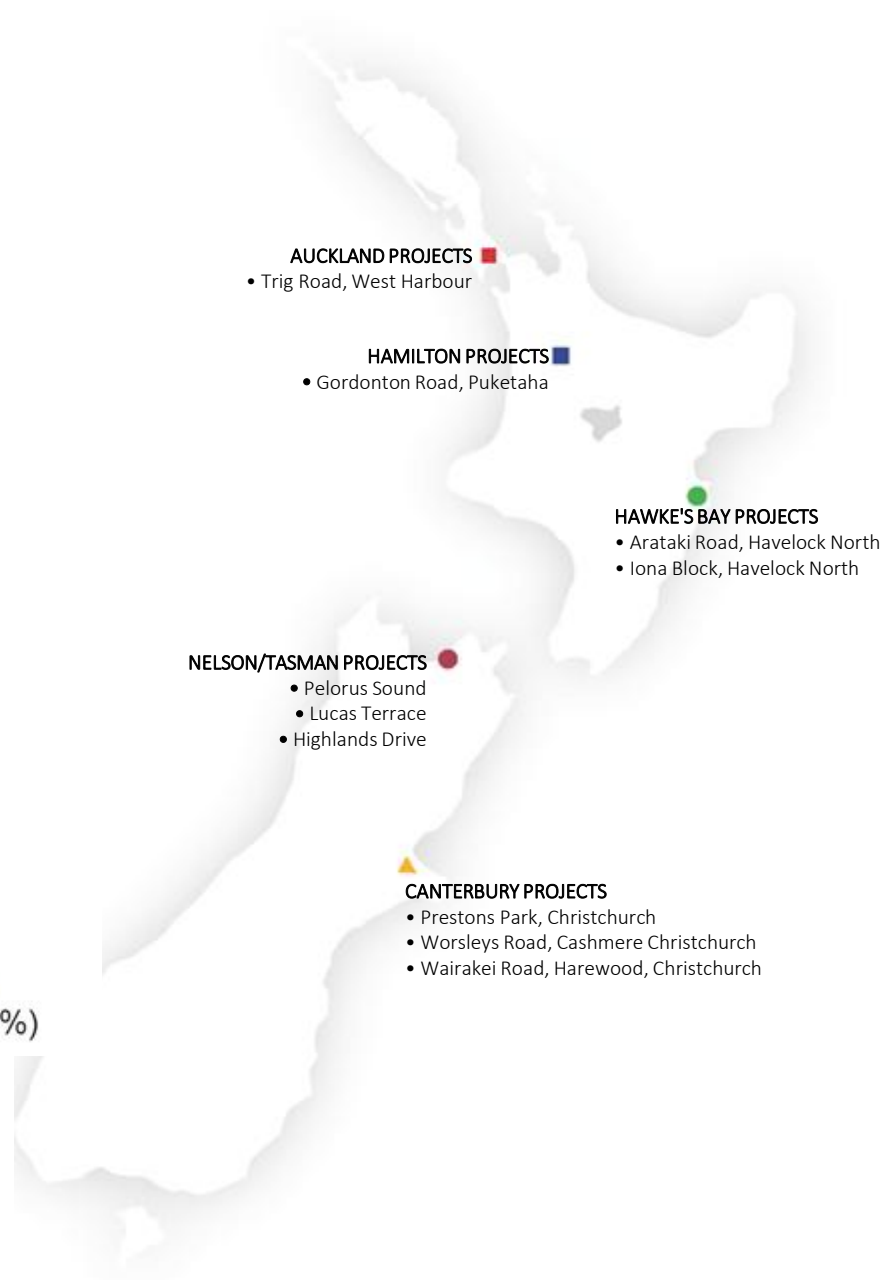 AUCKLAND PROJECTS
• Trig Road, West Harbour
HAMILTON PROJECTS
• Gordonton Road, Puketaha
HAWKE'S BAY PROJECTS
• Arataki Road, Havelock North
• Iona Block, Havelock North
NELSON/TASMAN PROJECTS
• Pelorus Sound
• Lucas Terrace
• Highlands Drive
CANTERBURY PROJECTS
• Prestons Park, Christchurch
• Worsleys Road, Cashmere Christchurch
• Wairakei Road, Harewood, Christchurch
%)